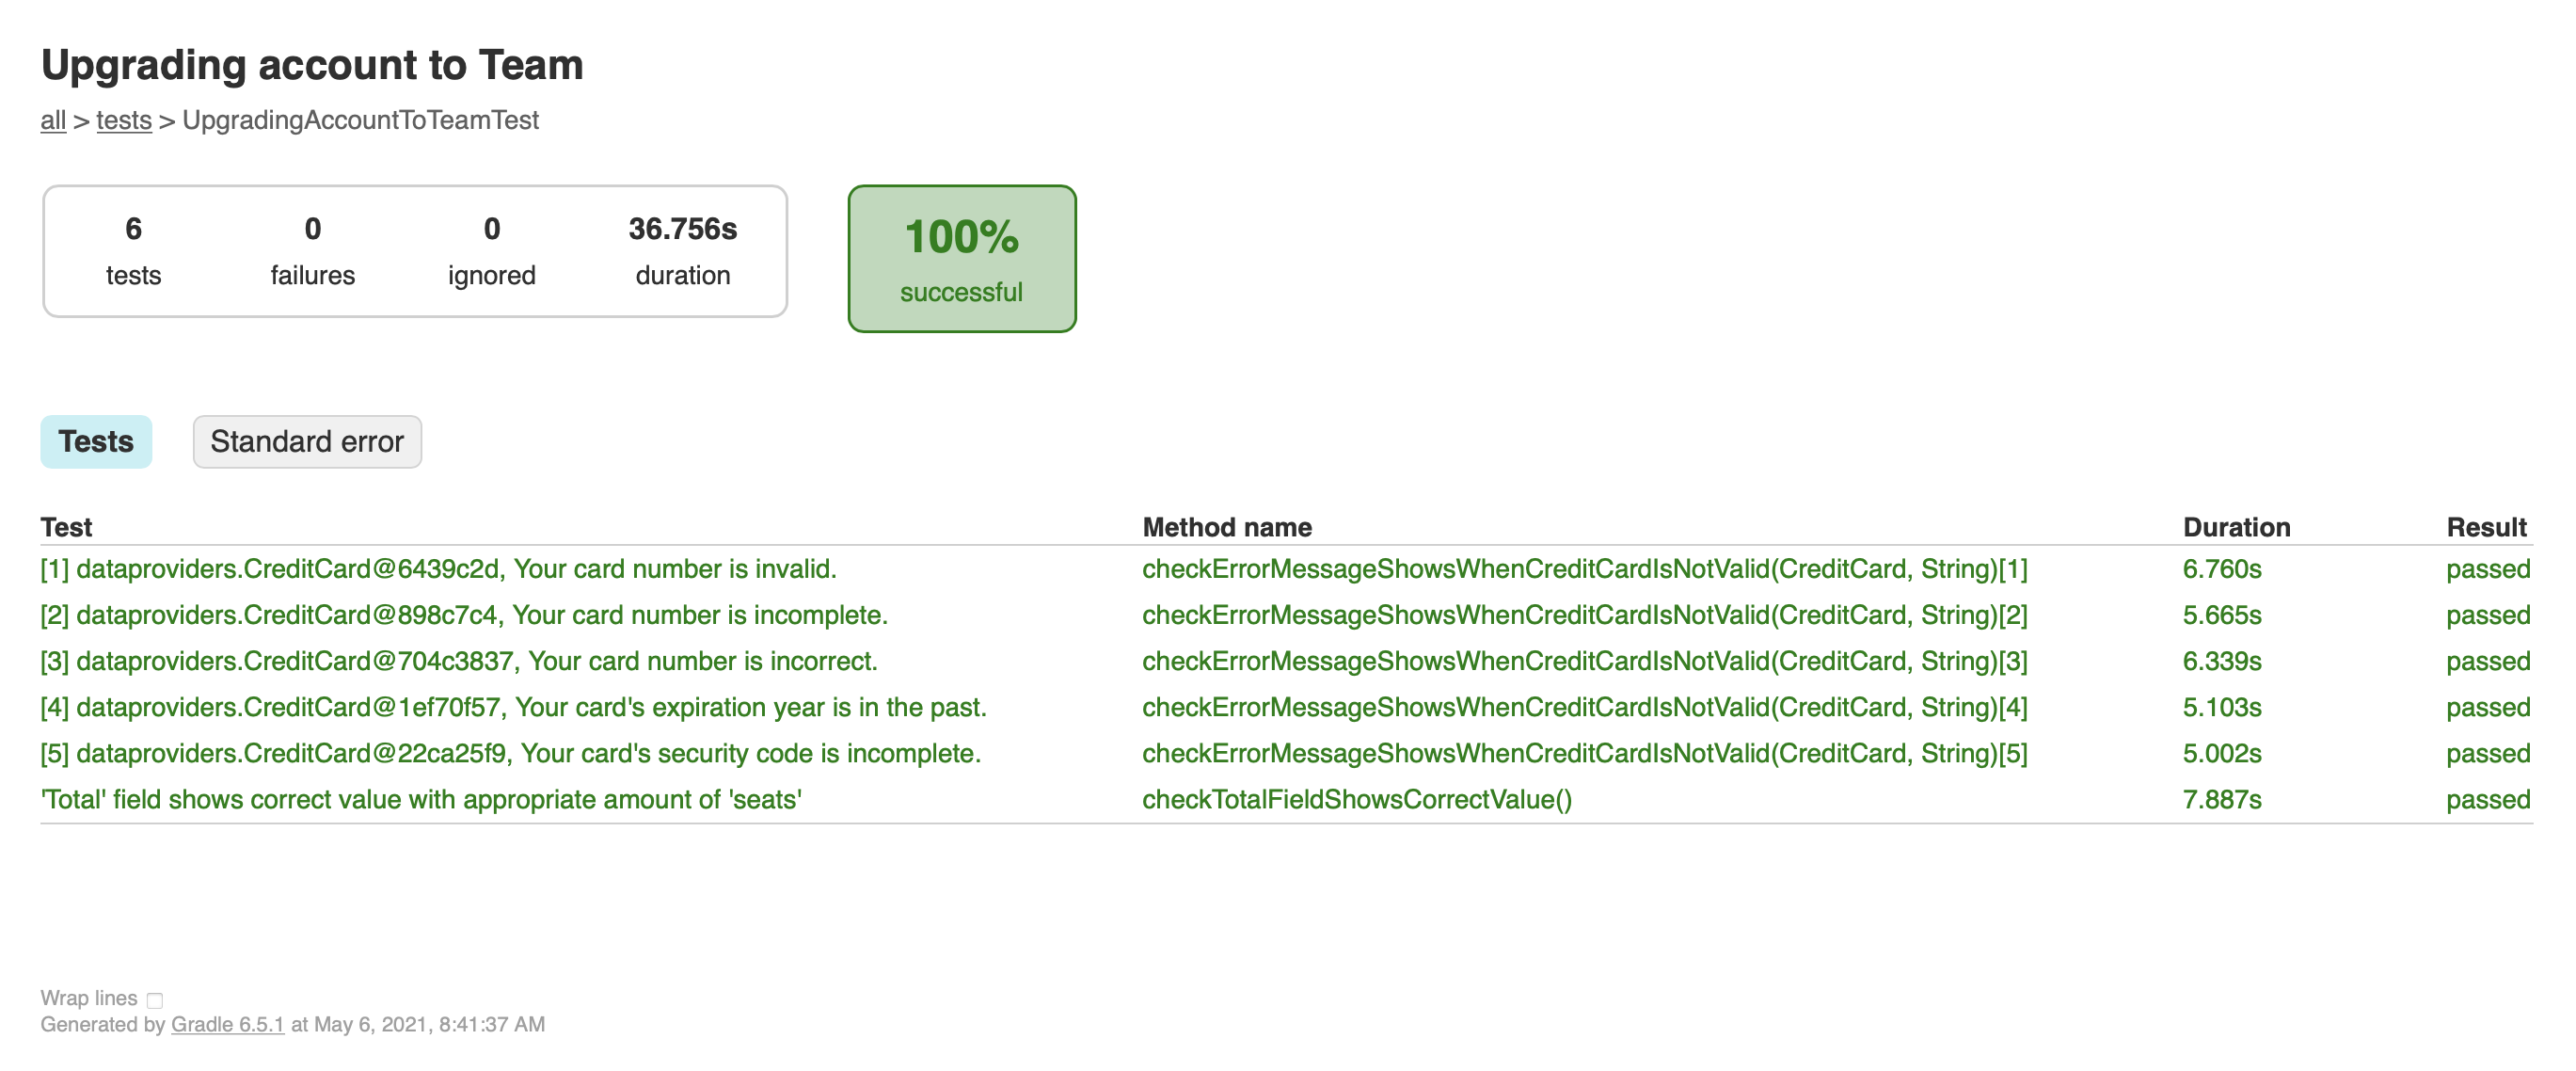 Upgrading account to Team
all > tests > UpgradingAccountToTeamTest
6 0 0 36.756s
tests failures ignored duration
100%
successful
Tests Standard error
Test Method name Duration Result
[1] dataproviders.CreditCard@6439c2d, Your card number is invalid. checkErrorMessageShowsWhenCreditCardIsNotValid(CreditCard, String)[1] 6.760s passed
[2] dataproviders.CreditCard@898c7c4, Your card number is incomplete. checkErrorMessageShowsWhenCreditCardIsNotValid(CreditCard, String)[2] 5.665s passed
[3] dataproviders.CreditCard@704c3837, Your card number is incorrect. checkErrorMessageShowsWhenCreditCardIsNotValid(CreditCard, String)[3] 6.339s passed
[4] dataproviders.CreditCard@1ef70f57, Your card's expiration year is in the past. checkErrorMessageShowsWhenCreditCardIsNotValid(CreditCard, String)[4] 5.103s passed
[5] dataproviders.CreditCard@22ca25f9, Your card's security code is incomplete. checkErrorMessageShowsWhenCreditCardIsNotValid(CreditCard, String)[5] 5.002s passed
'Total' field shows correct value with appropriate amount of 'seats' checkTotalFieldShowsCorrectValue() 7.887s passed
Wrap lines
Generated by Gradle 6.5.1 at May 6, 2021, 8:41:37 AM